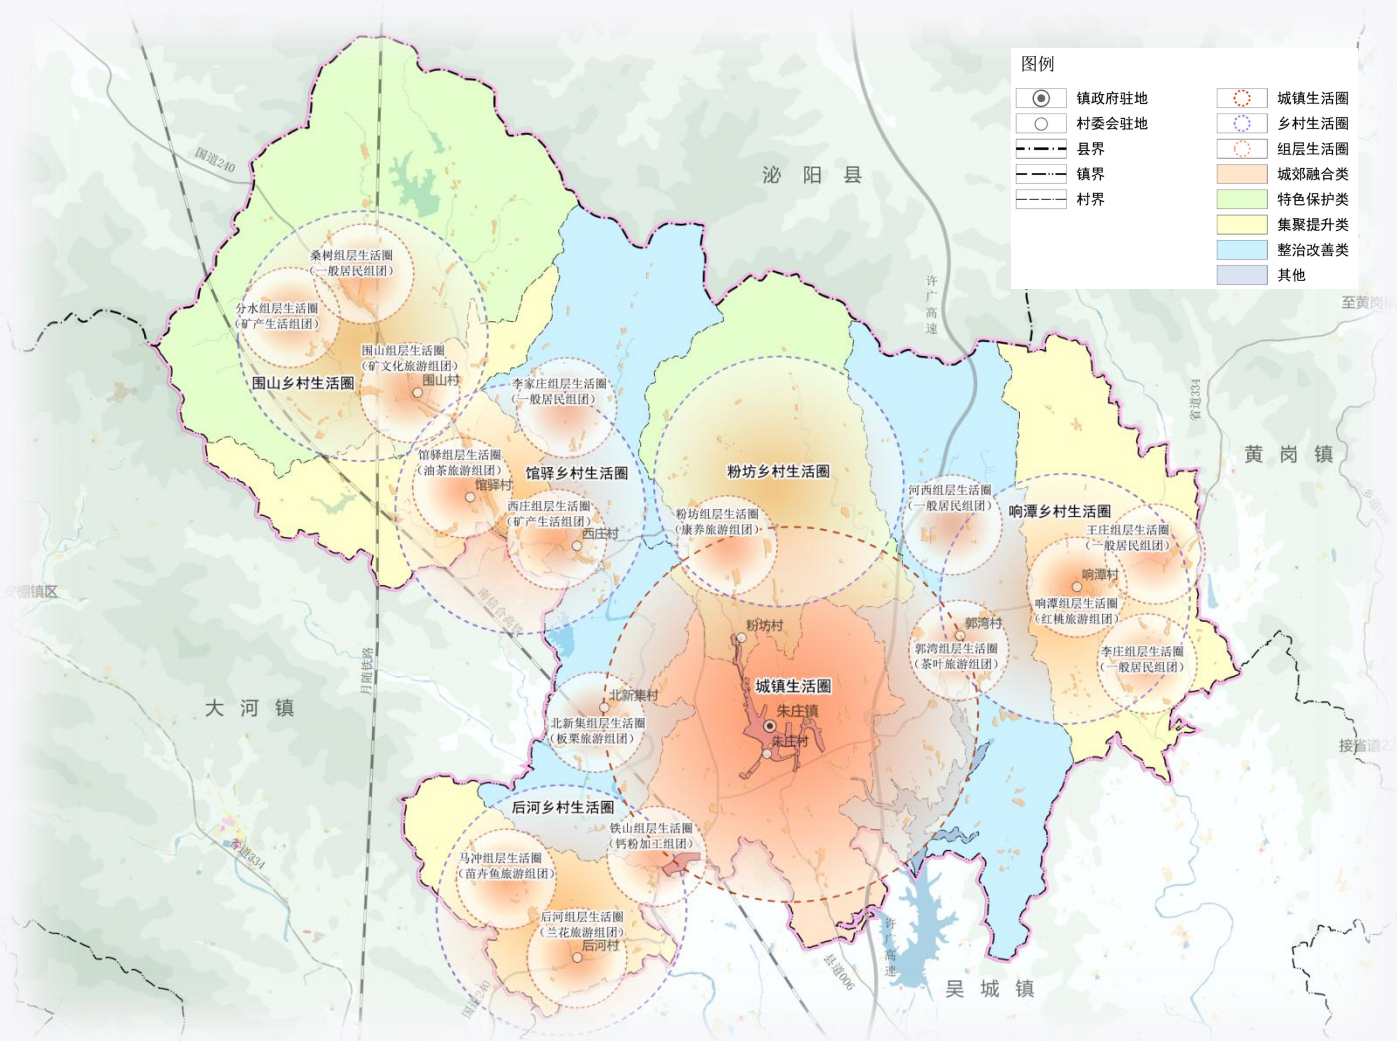 图例
镇政府驻地
村委会驻地
县界
镇界
村界
城镇生活圈
乡村生活圈
组层生活圈
城郊融合类
特色保护类
集聚提升类
整治改善类
其他
国道240
泌阳县
许广高速
至黄岗
省道334
黄岗镇
桑树组层生活圈
（一般居民组团）
分水组层生活圈
（矿产生活组团）
围山组层生活圈
（矿文化旅游组团）
围山村
围山乡村生活圈
李家庄组层生活圈
（一般居民组团）
馆驿组层生活圈
（油茶旅游组团）
馆驿村
馆驿乡村生活圈
西庄组层生活圈
（矿产生活组团）
西庄村
粉坊乡村生活圈
粉坊组层生活圈
（康养旅游组团）
河西组层生活圈
（一般居民组团）
响潭乡村生活圈
王庄组层生活圈
（一般居民组团）
响潭村
响潭组层生活圈
（红桃旅游组团）
李庄组层生活圈
（一般居民组团）
郭湾村
郭湾组层生活圈
（茶叶旅游组团）
粉坊村
城镇生活圈
朱庄镇
朱庄村
北新集村
北新集组层生活圈
（板栗旅游组团）
月随铁路
大河镇
省道334
接省道
后河乡村生活圈
铁山组层生活圈
（钙粉加工组团）
马冲组层生活圈
（苗卉鱼旅游组团）
后河组层生活圈
（兰花旅游组团）
后河村
国道240
县道006
许广高速
吴城镇